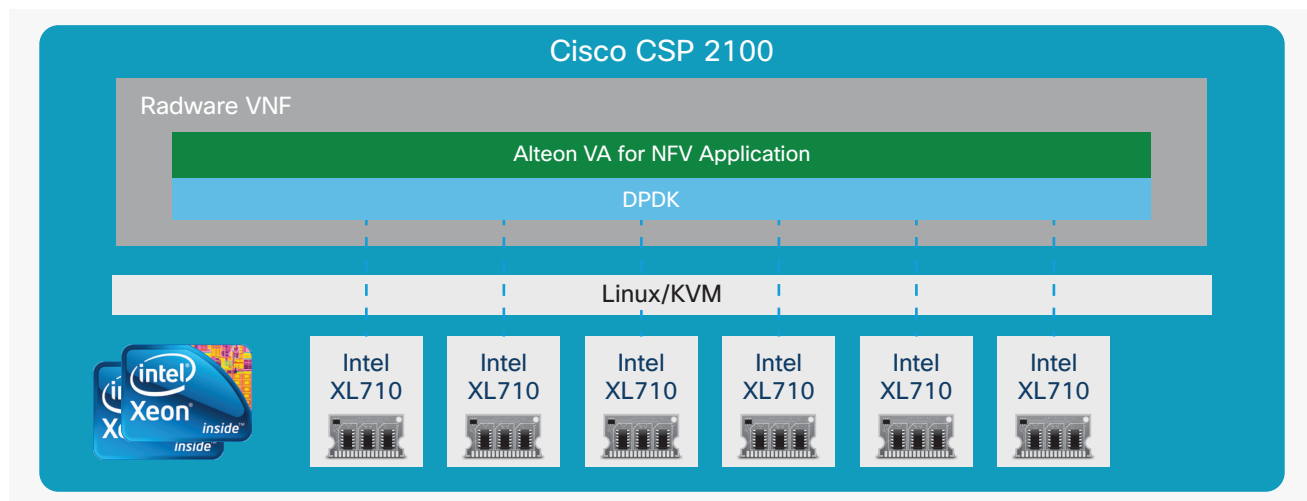 Cisco CSP 2100
Radware VNF
Alteon VA for NFV Application
DPDK
Linux/KVM
Intel
XL710
Intel
XL710
Intel
XL710
Intel
XL710
Intel
XL710
Intel
XL710
intel
Xeon
inside™
inside